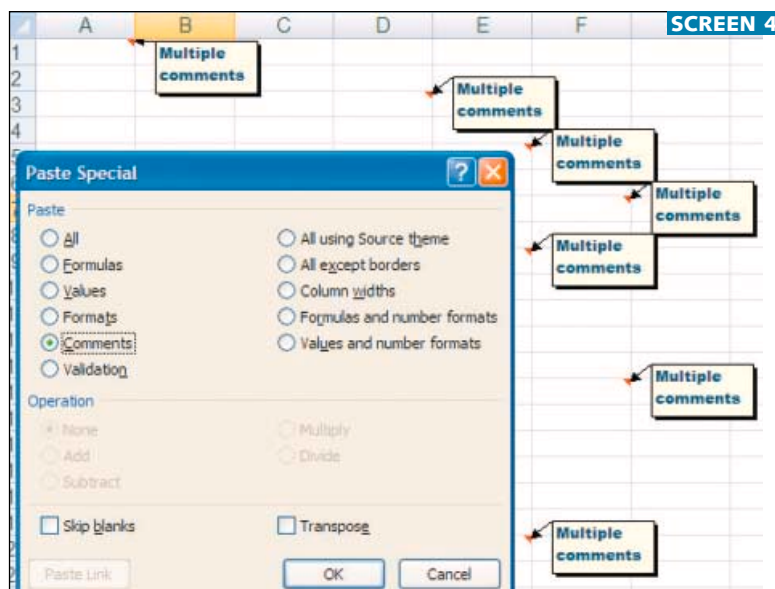 SCREEN 4
A B C D E F
1
2
3
4
Multiple
comments
Multiple
comments
Multiple
comments
Multiple
comments
Multiple
comments
Multiple
comments
Multiple
comments
Paste Special
Paste
All
Formulas
Values
Formats
Comments
Validation
All using Source theme
All except borders
Column widths
Formulas and number formats
Values and number formats
Operation
None
Add
Subtract
Multiply
Divide
Skip blanks
Transpose
Paste Link
OK
Cancel